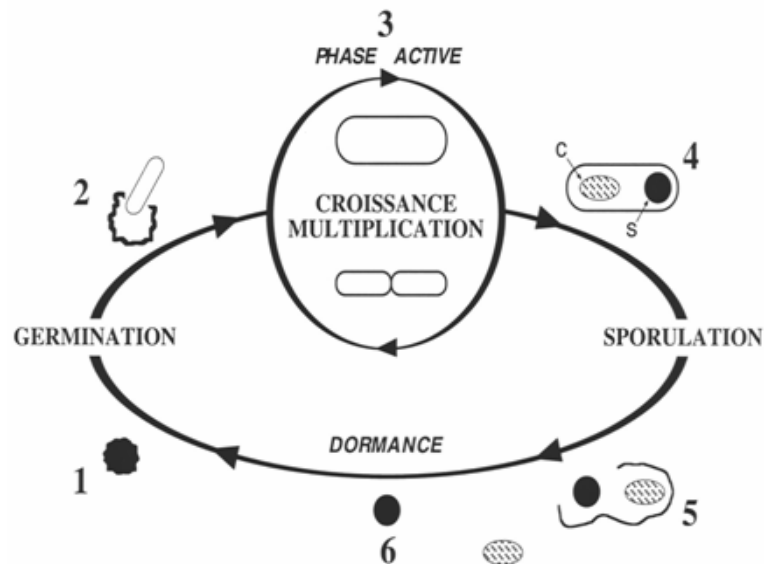 3
PHASE ACTIVE
C
4
2
CROISSANCE
MULTIPLICATION
S
GERMINATION
SPORULATION
DORMANCE
1
5
6